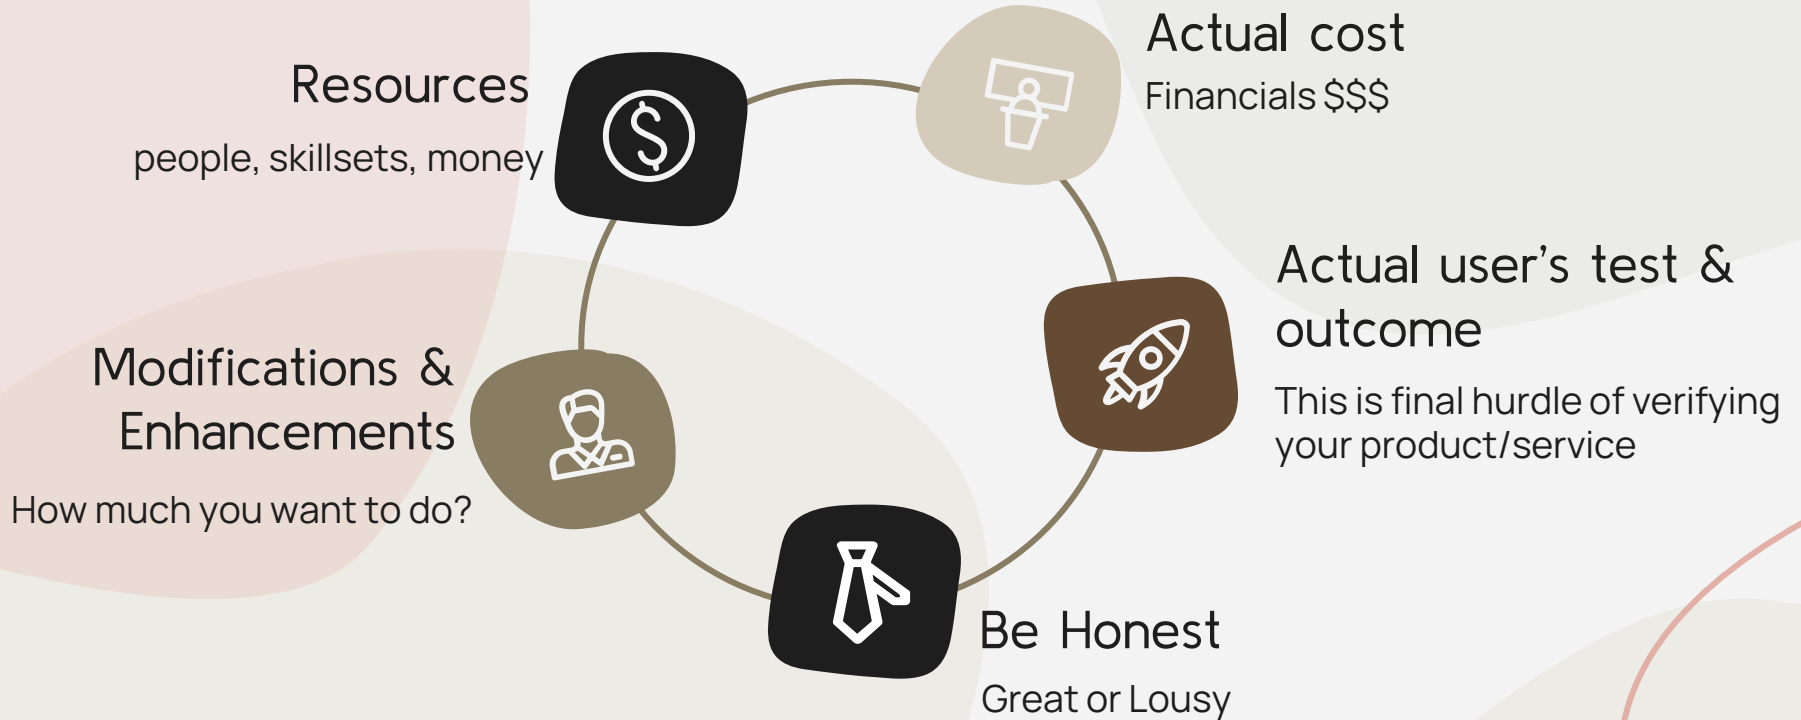 Resources
people, skillsets, money
Actual cost
Financials $$$
Actual user's test &
outcome
This is final hurdle of verifying
your product/service
Modifications &
Enhancements
How much you want to do?
Be Honest
Great or Lousy